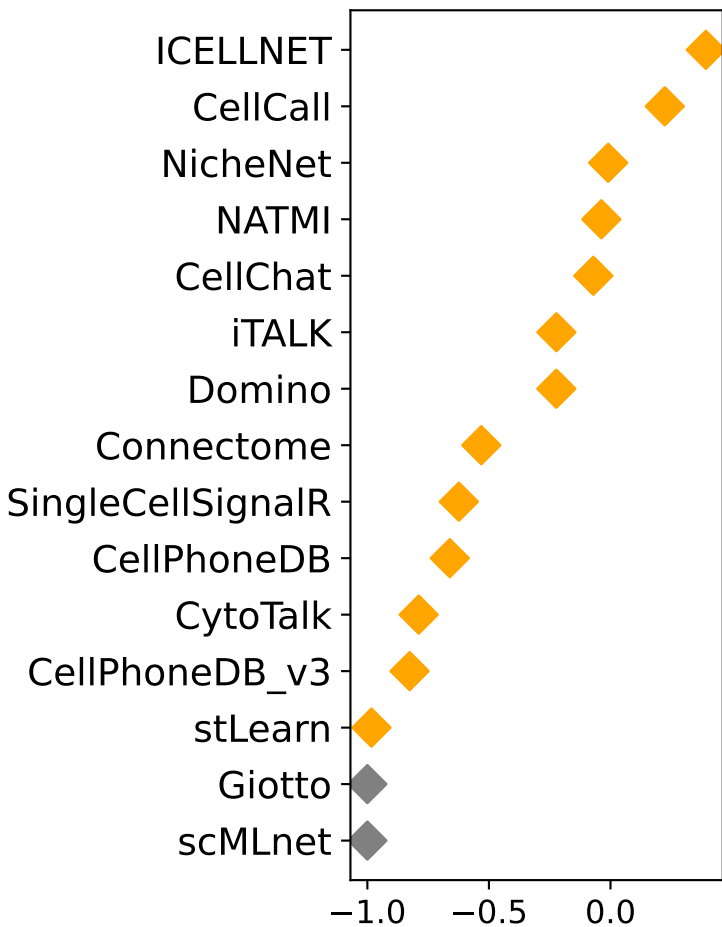 ICELLNET
CellCall
NicheNet
NATMI
CellChat
iTALK
Domino
Connectome
SingleCellSignalR
CellPhoneDB
CytoTalk
CellPhoneDB_v3
stLearn
Giotto
scMLnet
−1.0 −0.5 0.0